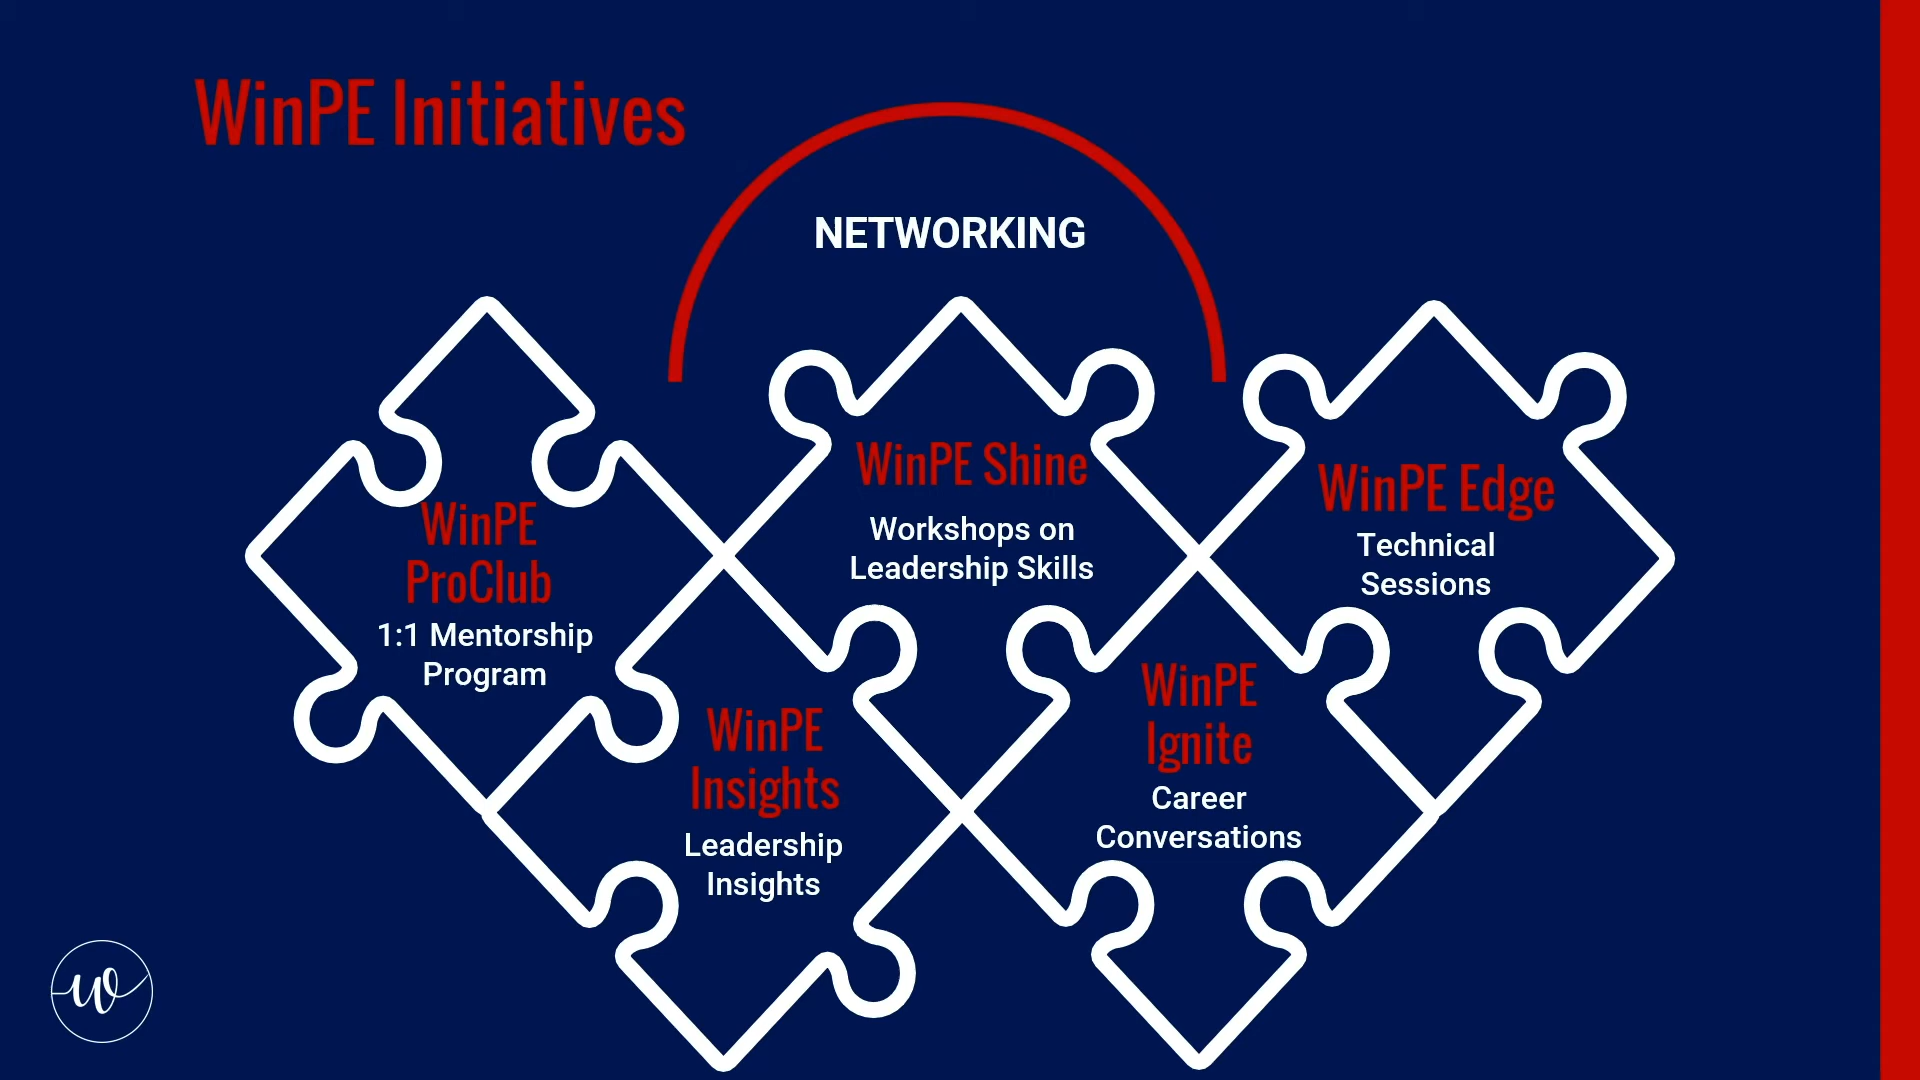 WinPE Initiatives
NETWORKING
WinPE
ProClub
1:1 Mentorship
Program
WinPE Shine
Workshops on
Leadership Skills
WinPE Edge
Technical
Sessions
WinPE
Insights
Leadership
Insights
WinPE
Ignite
Career
Conversations
w